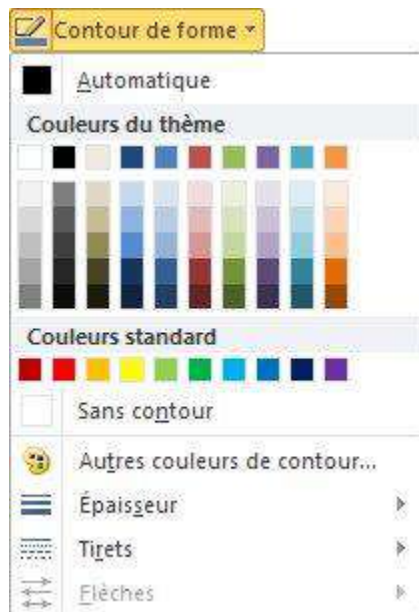 Contour de forme
Automatique
Couleurs du thème
Couleurs standard
Sans contour
Autres couleurs de contour...
Épaisseur
Tirets
Flèches